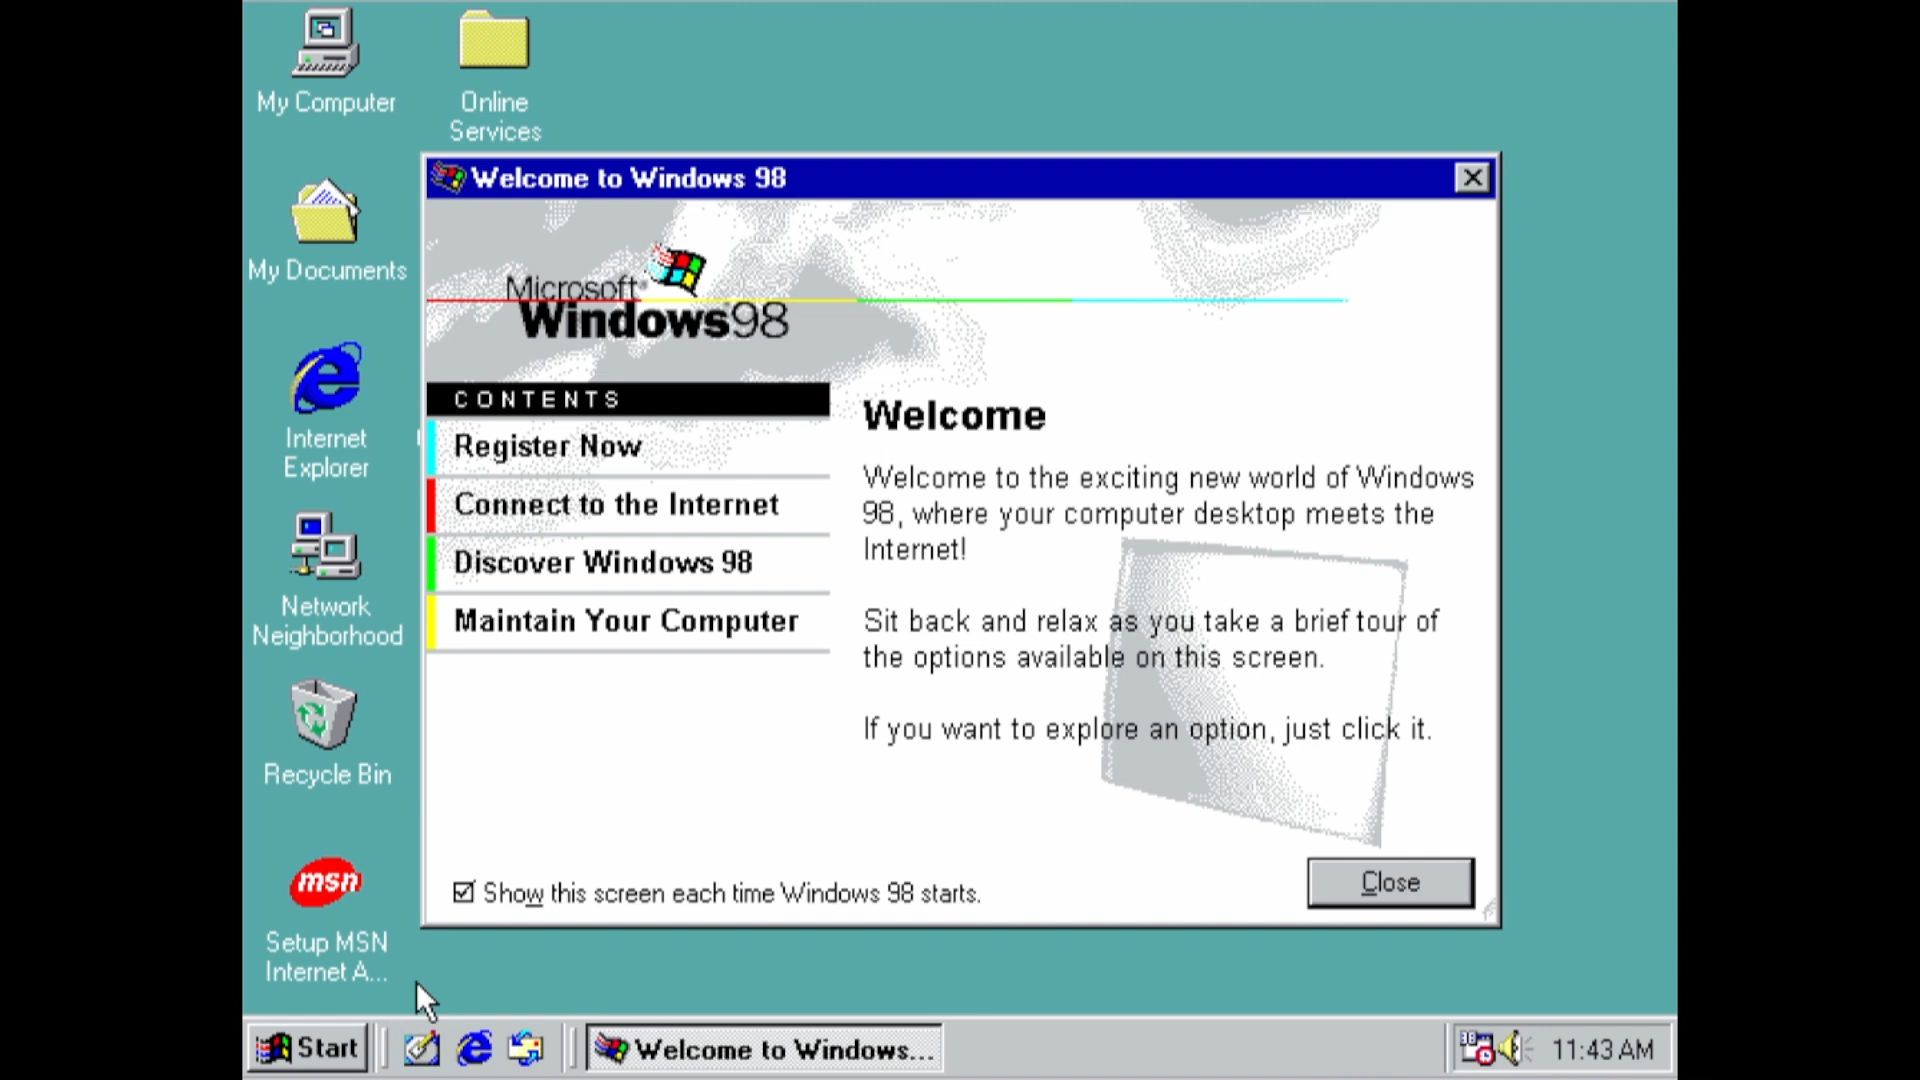 My Computer
Online
Services
My Documents
Internet
Explorer
Network
Neighborhood
Recycle Bin
msn
Setup MSN
Internet A...
Welcome to Windows 98
Microsoft
Windows98
CONTENTS
Register Now
Connect to the Internet
Discover Windows 98
Maintain Your Computer
Welcome
Welcome to the exciting new world of Windows
98, where your computer desktop meets the
Internet!
Sit back and relax as you take a brief tour of
the options available on this screen.
If you want to explore an option, just click it.
Show this screen each time Windows 98 starts.
Close
Start
Welcome to Windows...
11:43 AM